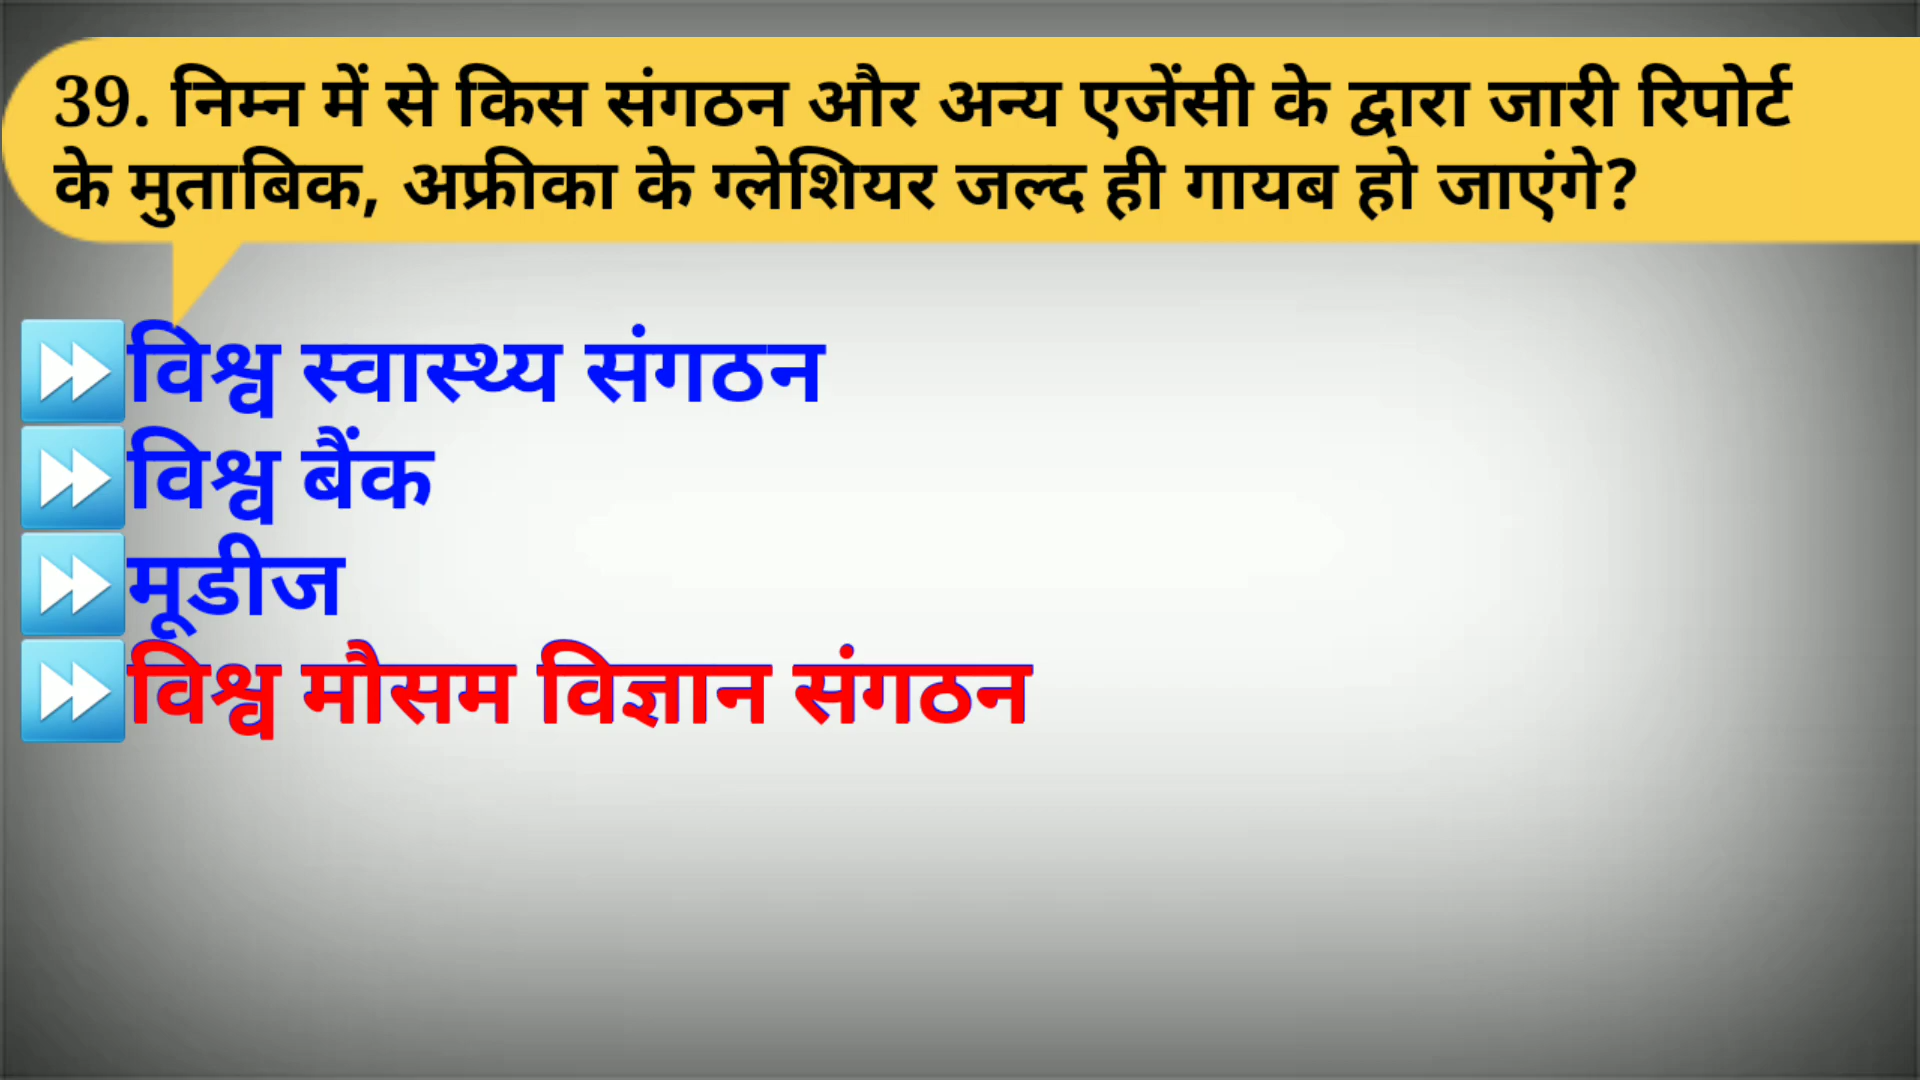 39. निम्न में से किस संगठन और अन्य एजेंसी के द्वारा जारी रिपोर्ट
के मुताबिक, अफ्रीका के ग्लेशियर जल्द ही गायब हो जाएंगे?
⏩विश्व स्वास्थ्य संगठन
⏩विश्व बैंक
⏩मूडीज
⏩विश्व मौसम विज्ञान संगठन